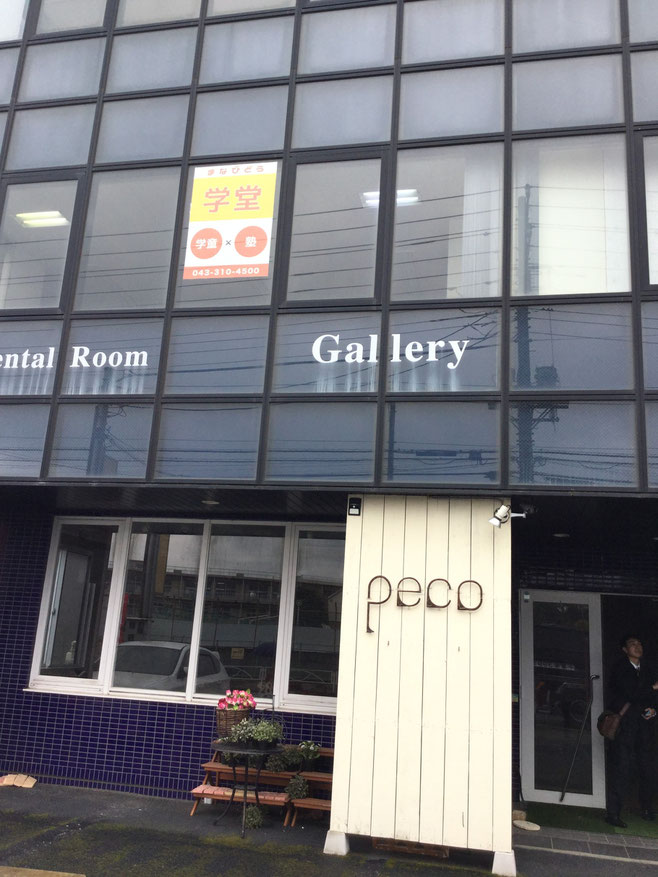 まなびどう
学堂
学童 × 塾
043-310-4500
ental Room
Gallery
peco